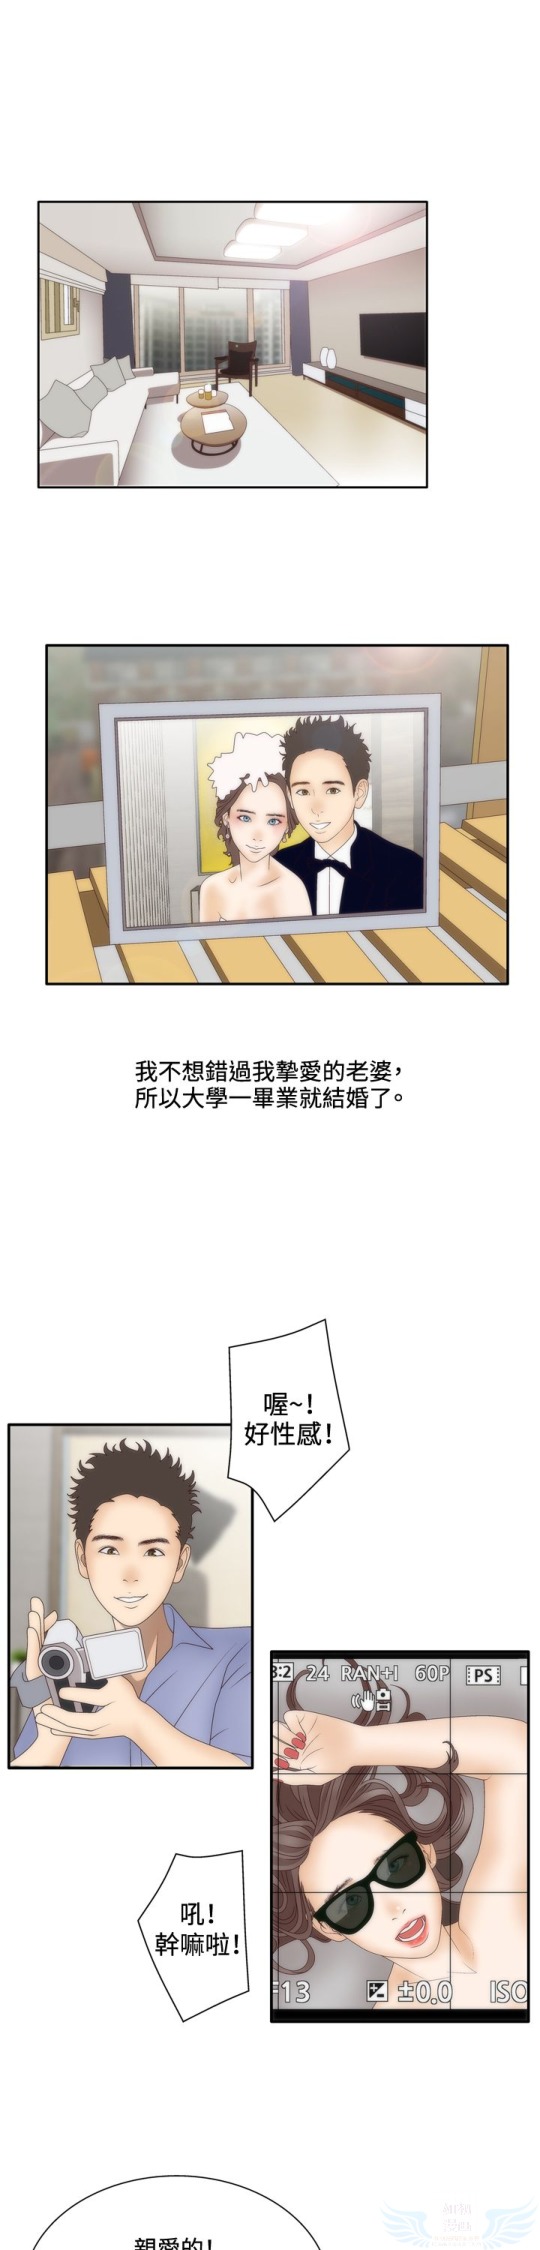 我不想錯過我摯愛的老婆，
所以大學一畢業就結婚了。
喔~!
好性感!
3:2 24 RAN+I 60P PS
吼!
幹嘛啦!
F13 ±0.0 ISO
親愛的!